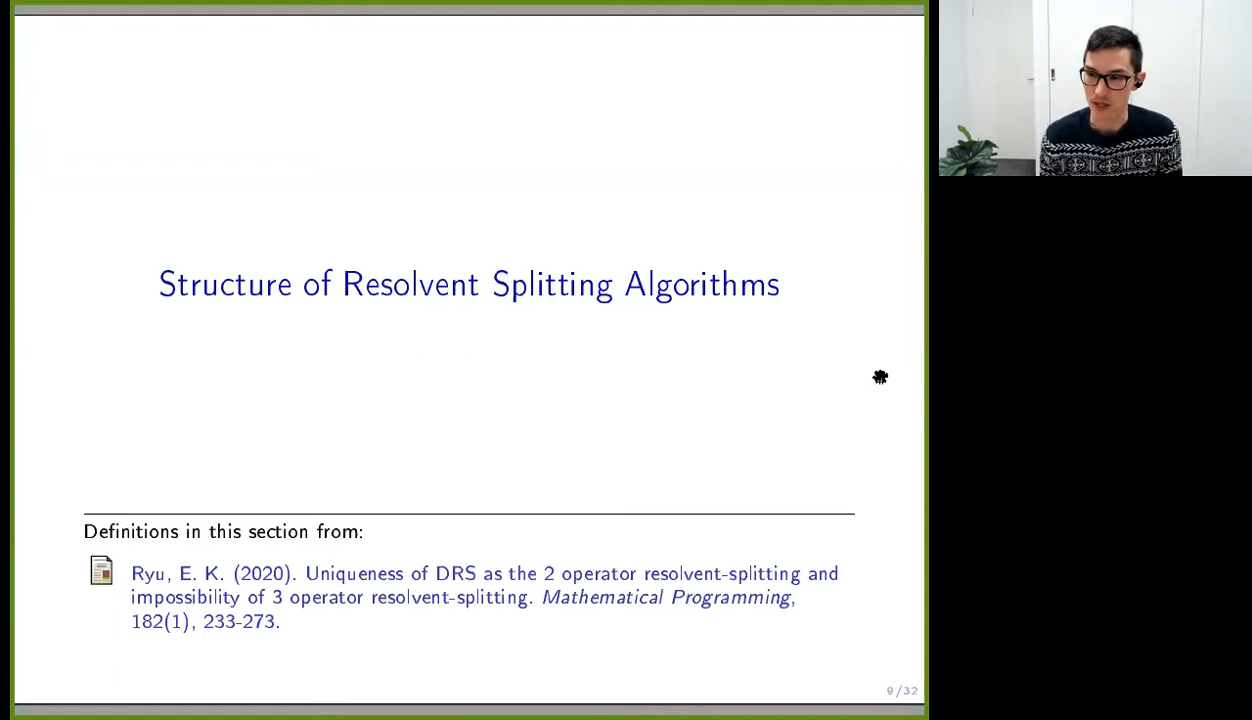 Structure of Resolvent Splitting Algorithms
Definitions in this section from:
Ryu, E. K. (2020). Uniqueness of DRS as the 2 operator resolvent-splitting and
impossibility of 3 operator resolvent-splitting. Mathematical Programming,
182(1), 233-273.
9/32